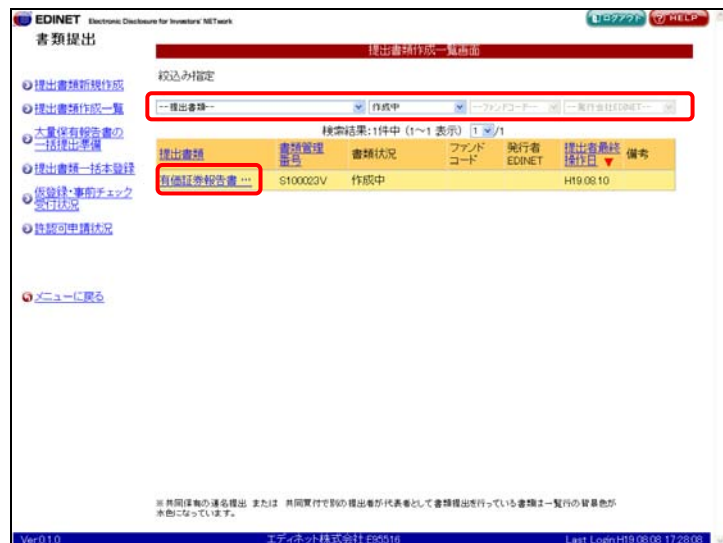 EDINET Electronic Disclosure for Investors' NETwork
ログアウト
HELP
書類提出
提出書類作成一覧画面
絞込み指定
提出書類新規作成
提出書類作成一覧
大量保有報告書の
一括提出準備
提出書類一括本登録
仮登録・事前チェック
受付状況
許認可申請状況
メニューに戻る
--提出書類-- 作成中 --ファンドコード-- --発行会社EDINET--
検索結果:1件中 (1～1 表示) 1 /1
提出書類 書類管理番号 書類状況 ファンドコード 発行者EDINET 提出者最終操作日 ▼ 備考
有価証券報告書 … S100023V 作成中 H19.08.10
※共同保有の連名提出 または 共同買付で別の提出者が代表者として書類提出を行っている書類は一覧行の背景色が
水色になっています。
Ver0.1.0 エディネット株式会社 E95516 Last Login:H19.08.08 17:28:08